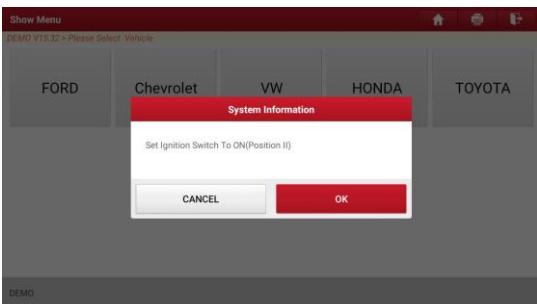 Show Menu
DEMO V15.32 > Please Select Vehicle
FORD Chevrolet VW HONDA TOYOTA
System Information
Set Ignition Switch To ON(Position II)
CANCEL OK
DEMO